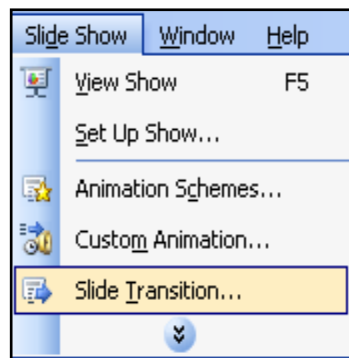 Slide Show Window Help
View Show F5
Set Up Show...
Animation Schemes...
Custom Animation...
Slide Transition...